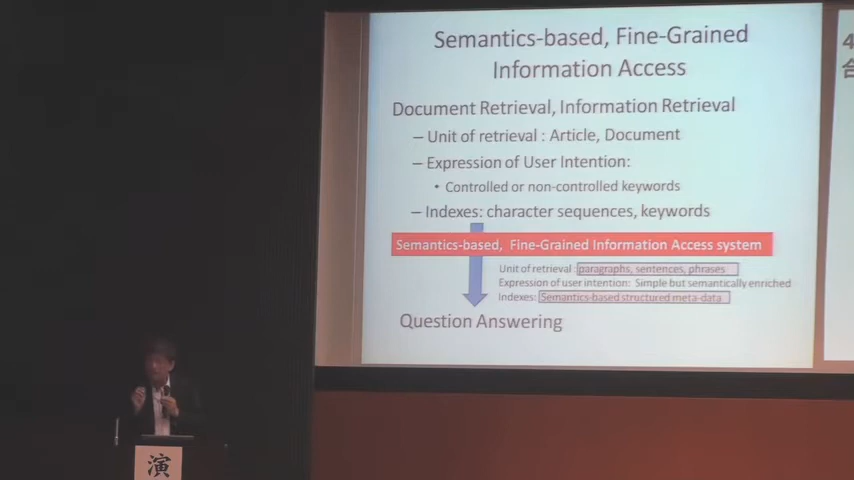 Semantics-based, Fine-Grained
Information Access
Document Retrieval, Information Retrieval
– Unit of retrieval : Article, Document
– Expression of User Intention:
• Controlled or non-controlled keywords
– Indexes: character sequences, keywords
Semantics-based, Fine-Grained Information Access system
Unit of retrieval : paragraphs, sentences, phrases
Expression of user intention: Simple but semantically enriched
Indexes: Semantics-based structured meta-data
Question Answering
4
演